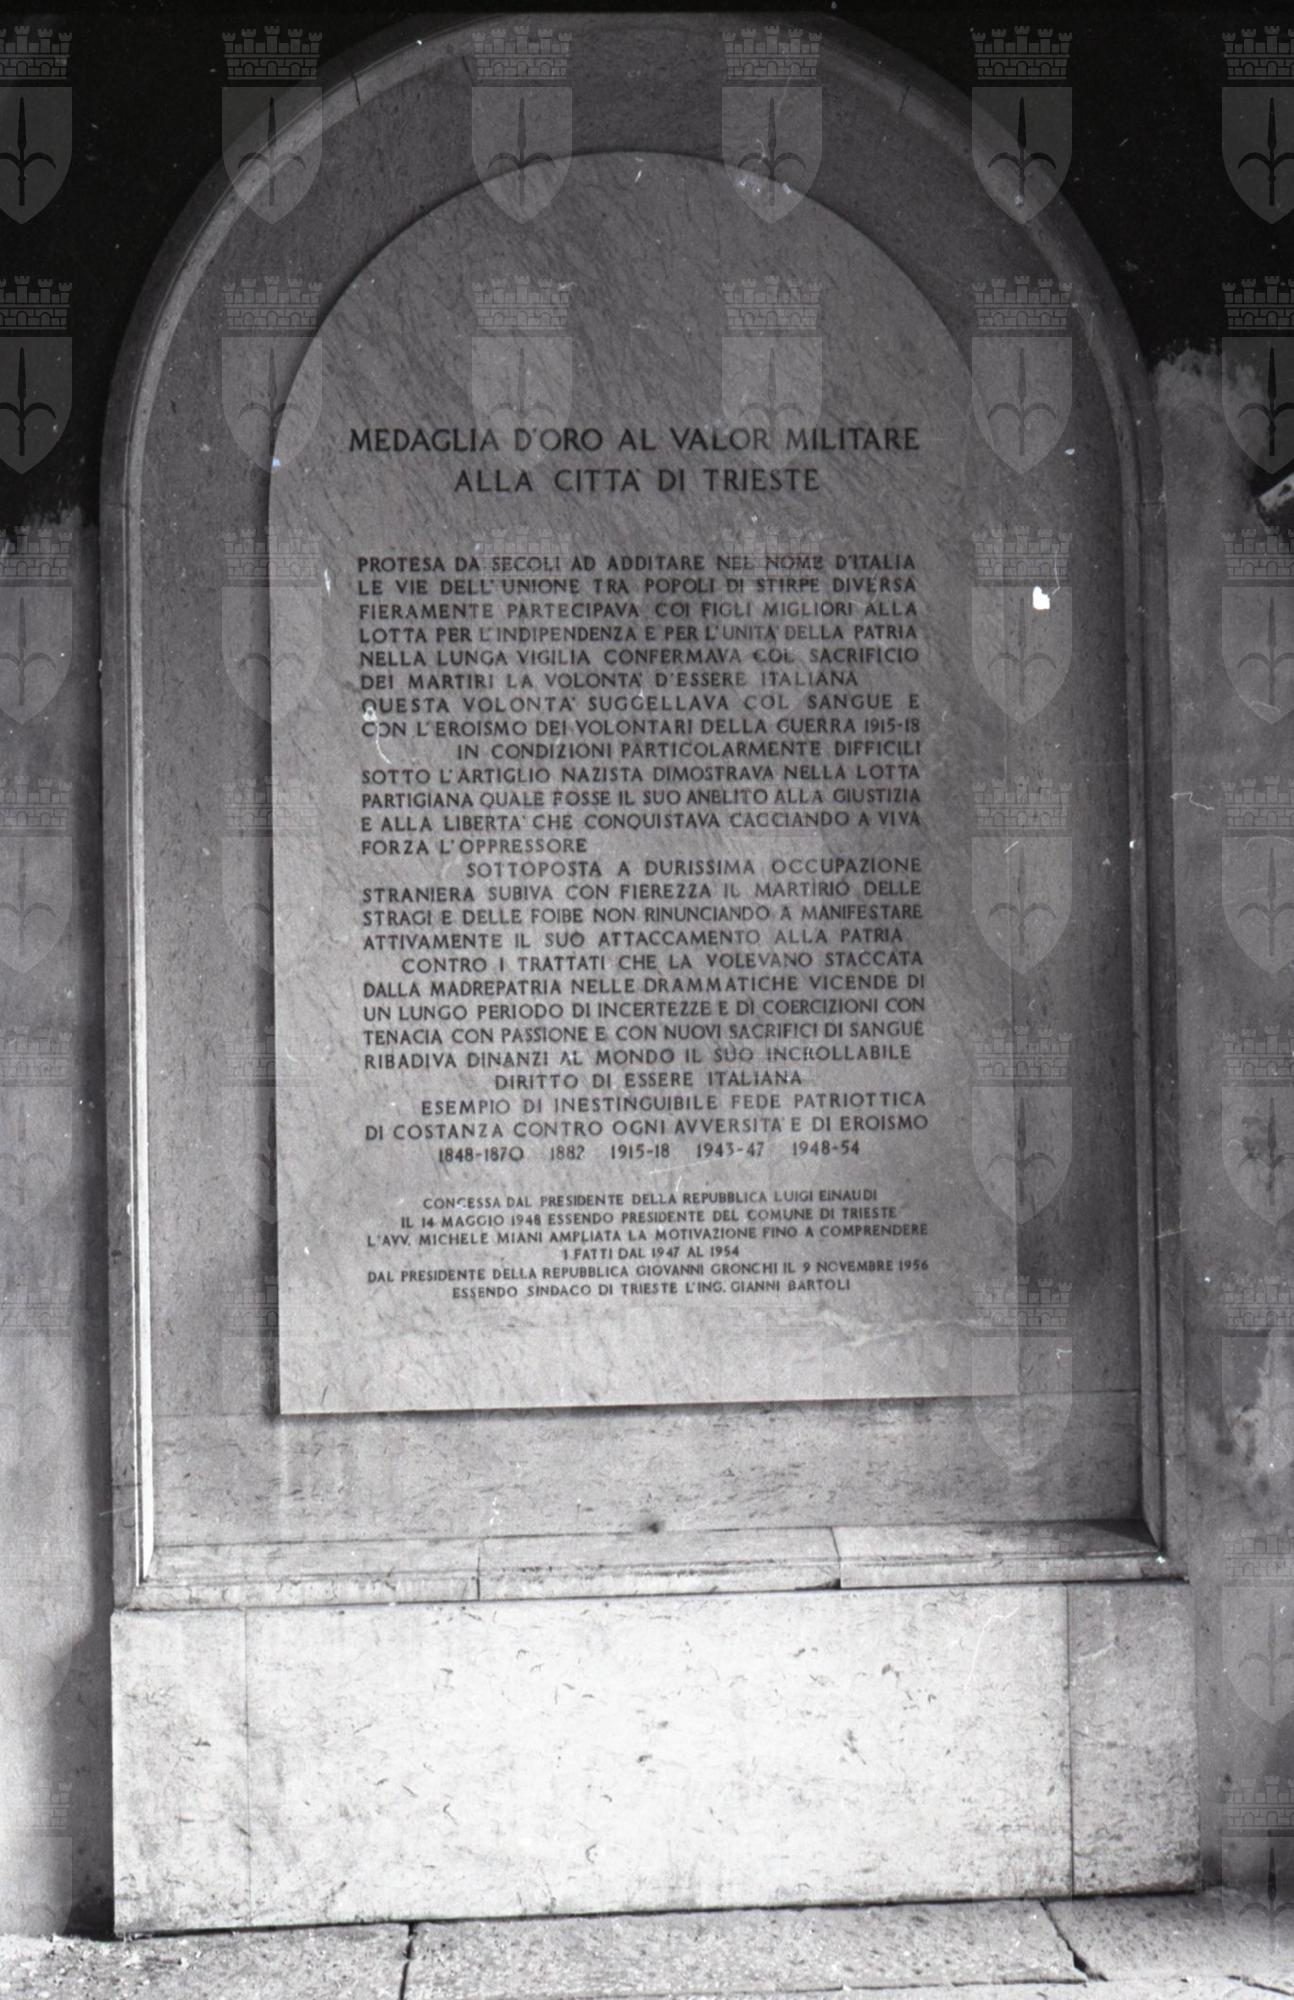 MEDAGLIA D'ORO AL VALOR MILITARE
ALLA CITTA' DI TRIESTE
PROTESA DA SECOLI AD ADDITARE NEL NOME D'ITALIA
LE VIE DELL'UNIONE TRA POPOLI DI STIRPE DIVERSA
FIERAMENTE PARTECIPAVA COI FIGLI MIGLIORI ALLA
LOTTA PER L'INDIPENDENZA E PER L'UNITA' DELLA PATRIA
NELLA LUNGA VIGILIA CONFERMAVA COL SACRIFICIO
DEI MARTIRI LA VOLONTA' D'ESSERE ITALIANA
QUESTA VOLONTA' SUGGELLAVA COL SANGUE E
CON L'EROISMO DEI VOLONTARI DELLA GUERRA 1915-18
IN CONDIZIONI PARTICOLARMENTE DIFFICILI
SOTTO L'ARTIGLIO NAZISTA DIMOSTRAVA NELLA LOTTA
PARTIGIANA QUALE FOSSE IL SUO ANELITO ALLA GIUSTIZIA
E ALLA LIBERTA' CHE CONQUISTAVA CACCIANDO A VIVA
FORZA L'OPPRESSORE
SOTTOPOSTA A DURISSIMA OCCUPAZIONE
STRANIERA SUBIVA CON FIEREZZA IL MARTIRIO DELLE
STRAGI E DELLE FOIBE NON RINUNCIANDO A MANIFESTARE
ATTIVAMENTE IL SUO ATTACCAMENTO ALLA PATRIA
CONTRO I TRATTATI CHE LA VOLEVANO STACCATA
DALLA MADREPATRIA NELLE DRAMMATICHE VICENDE DI
UN LUNGO PERIODO DI INCERTEZZE E DI COERCIZIONI CON
TENACIA CON PASSIONE E CON NUOVI SACRIFICI DI SANGUE
RIBADIVA DINANZI AL MONDO IL SUO INCROLLABILE
DIRITTO DI ESSERE ITALIANA
ESEMPIO DI INESTINGUIBILE FEDE PATRIOTTICA
DI COSTANZA CONTRO OGNI AVVERSITA' E DI EROISMO
1848-1870 1882 1915-18 1943-47 1948-54
CONCESSA DAL PRESIDENTE DELLA REPUBBLICA LUIGI EINAUDI
IL 14 MAGGIO 1948 ESSENDO PRESIDENTE DEL COMUNE DI TRIESTE
L'AVV. MICHELE MIANI AMPLIATA LA MOTIVAZIONE FINO A COMPRENDERE
I FATTI DAL 1947 AL 1954
DAL PRESIDENTE DELLA REPUBBLICA GIOVANNI GRONCHI IL 9 NOVEMBRE 1956
ESSENDO SINDACO DI TRIESTE L'ING. GIANNI BARTOLI